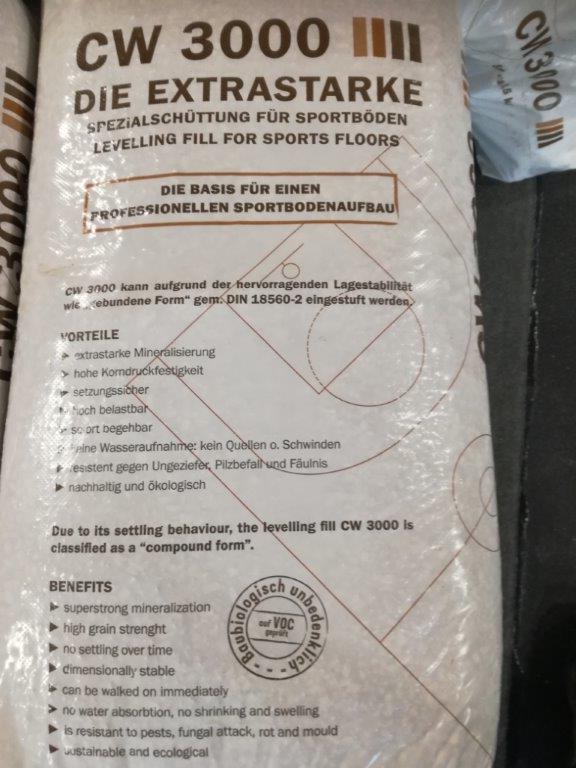 CW 3000
DIE EXTRASTARKE
SPEZIALSCHÜTTUNG FÜR SPORTBÖDEN
LEVELLING FILL FOR SPORTS FLOORS
DIE BASIS FÜR EINEN
PROFESSIONELLEN SPORTBODENAUFBAU
CW 3000 kann aufgrund der hervorragenden Lagestabilität
wie „gebundene Form“ gem. DIN 18560-2 eingestuft werden.
VORTEILE
extrastarke Mineralisierung
hohe Korndruckfestigkeit
setzungssicher
hoch belastbar
sofort begehbar
keine Wasseraufnahme: kein Quellen o. Schwinden
resistent gegen Ungeziefer, Pilzbefall und Fäulnis
nachhaltig und ökologisch
Due to its settling behaviour, the levelling fill CW 3000 is
classified as a “compound form”.
BENEFITS
superstrong mineralization
high grain strenght
no settling over time
dimensionally stable
can be walked on immediately
no water absorbtion, no shrinking and swelling
is resistant to pests, fungal attack, rot and mould
sustainable and ecological
Baubiologisch unbedenklich
auf VOC
geprüft
CW 3000
CW 3000